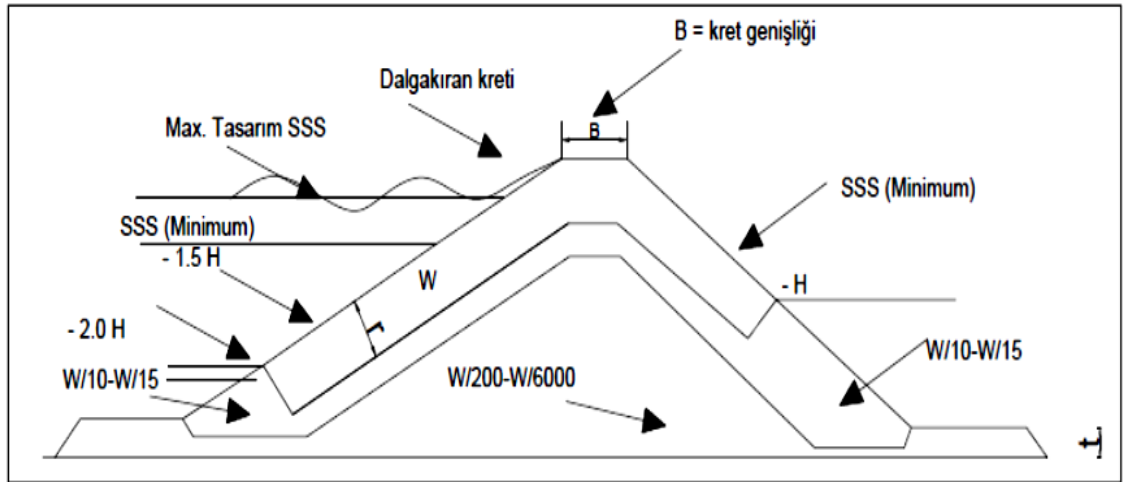 B = kret genişliği
Dalgakıran kreti
B
Max. Tasarım SSS
SSS (Minimum)
SSS (Minimum)
- 1.5 H
W
- H
r
- 2.0 H
W/10-W/15
W/200-W/6000
W/10-W/15
t